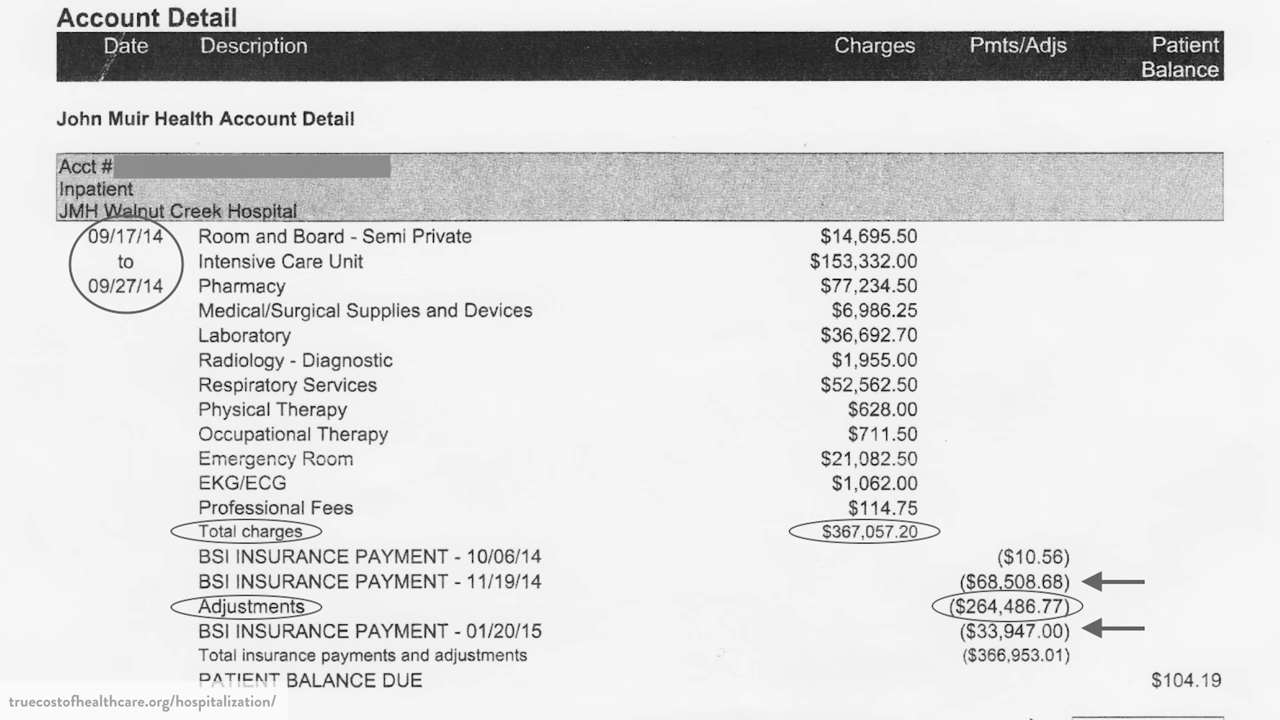 Account Detail
Date Description Charges Pmts/Adjs Patient
Balance
John Muir Health Account Detail
Acct #
Inpatient
JMH Walnut Creek Hospital
09/17/14 Room and Board - Semi Private $14,695.50
to Intensive Care Unit $153,332.00
09/27/14 Pharmacy $77,234.50
Medical/Surgical Supplies and Devices $6,986.25
Laboratory $36,692.70
Radiology - Diagnostic $1,955.00
Respiratory Services $52,562.50
Physical Therapy $628.00
Occupational Therapy $711.50
Emergency Room $21,082.50
EKG/ECG $1,062.00
Professional Fees $114.75
Total charges $367,057.20
BSI INSURANCE PAYMENT - 10/06/14 ($10.56)
BSI INSURANCE PAYMENT - 11/19/14 ($68,508.68)
Adjustments ($264,486.77)
BSI INSURANCE PAYMENT - 01/20/15 ($33,947.00)
Total insurance payments and adjustments ($366,953.01)
PATIENT BALANCE DUE $104.19
truecostofhealthcare.org/hospitalization/